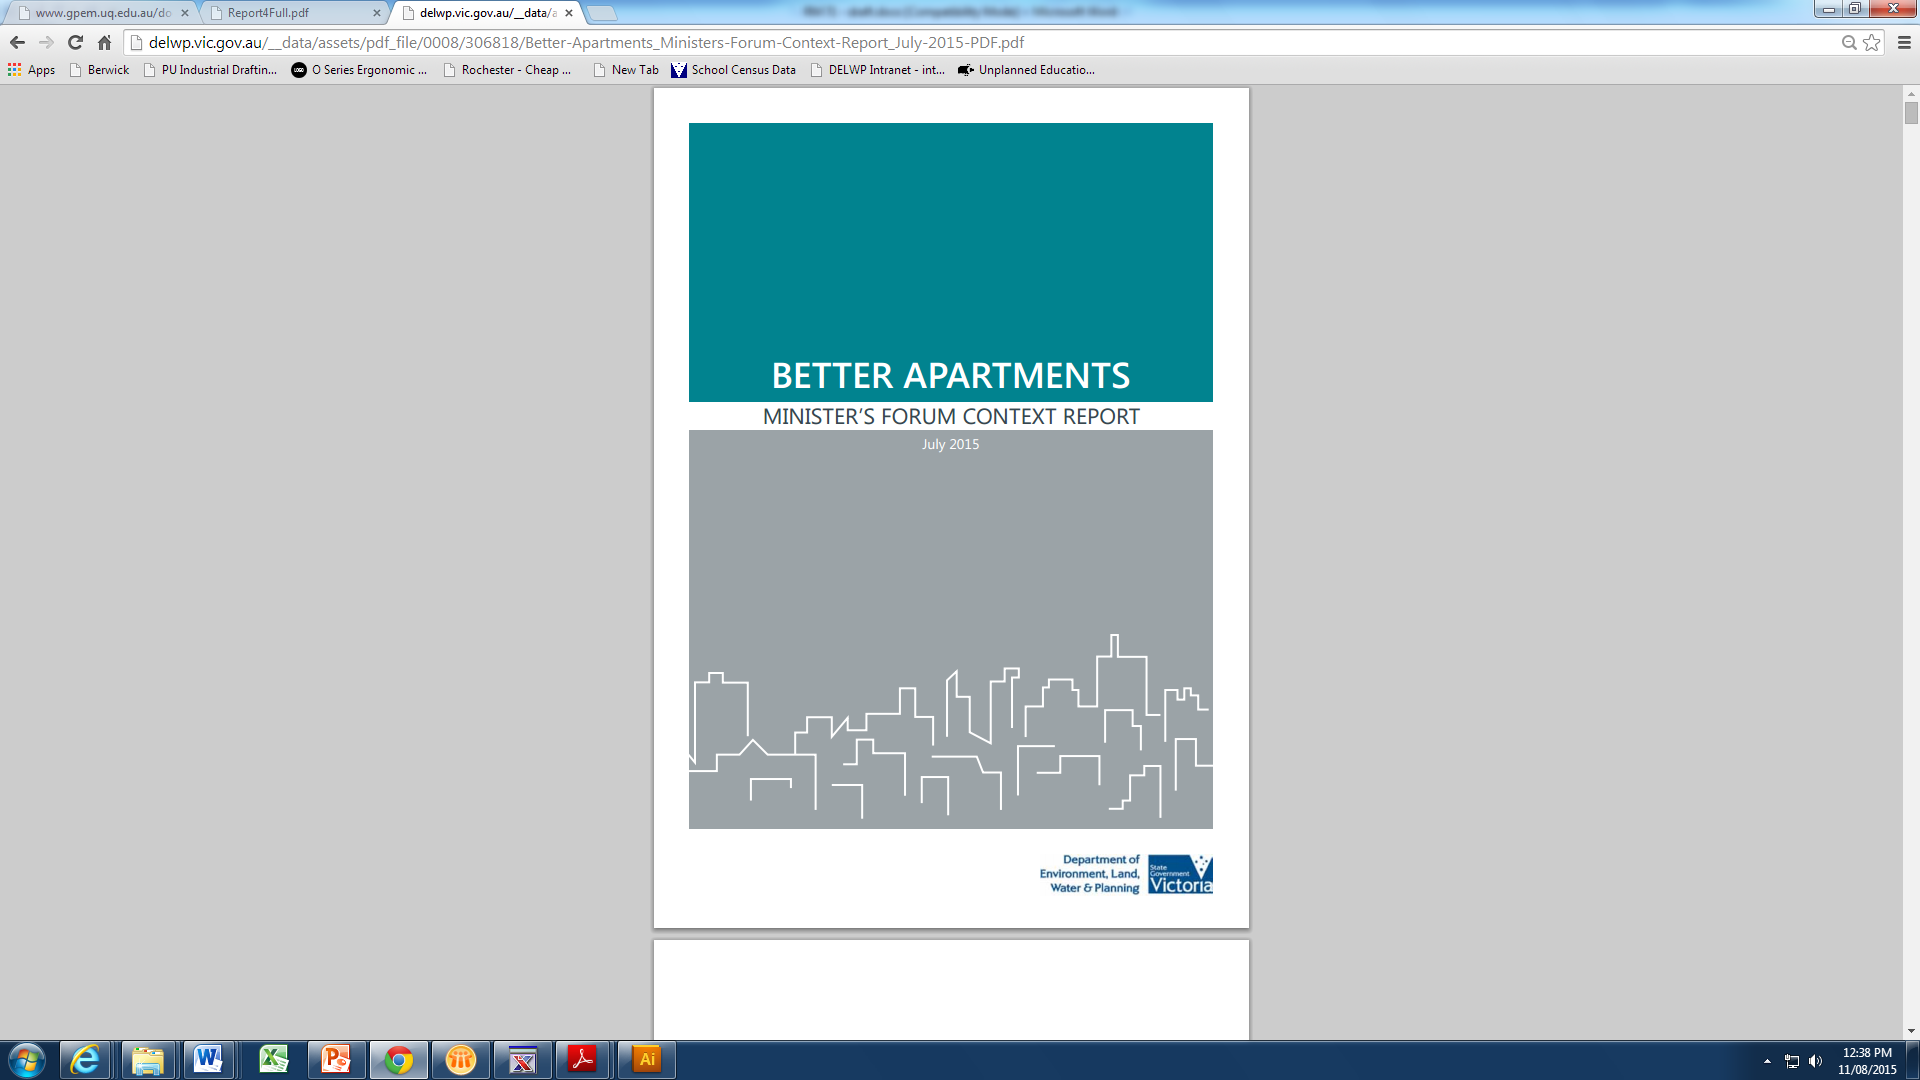 www.gpem.uq.edu.au/do
Report4Full.pdf
delwp.vic.gov.au/__data/a
delwp.vic.gov.au/__data/assets/pdf_file/0008/306818/Better-Apartments_Ministers-Forum-Context-Report_July-2015-PDF.pdf
Apps
Berwick
PU Industrial Draftin...
O Series Ergonomic ...
Rochester - Cheap ...
New Tab
School Census Data
DELWP Intranet - int...
Unplanned Educatio...
BETTER APARTMENTS
MINISTER'S FORUM CONTEXT REPORT
July 2015
Department of
Environment, Land,
Water & Planning
State
Government
Victoria
Ai
12:38 PM
11/08/2015